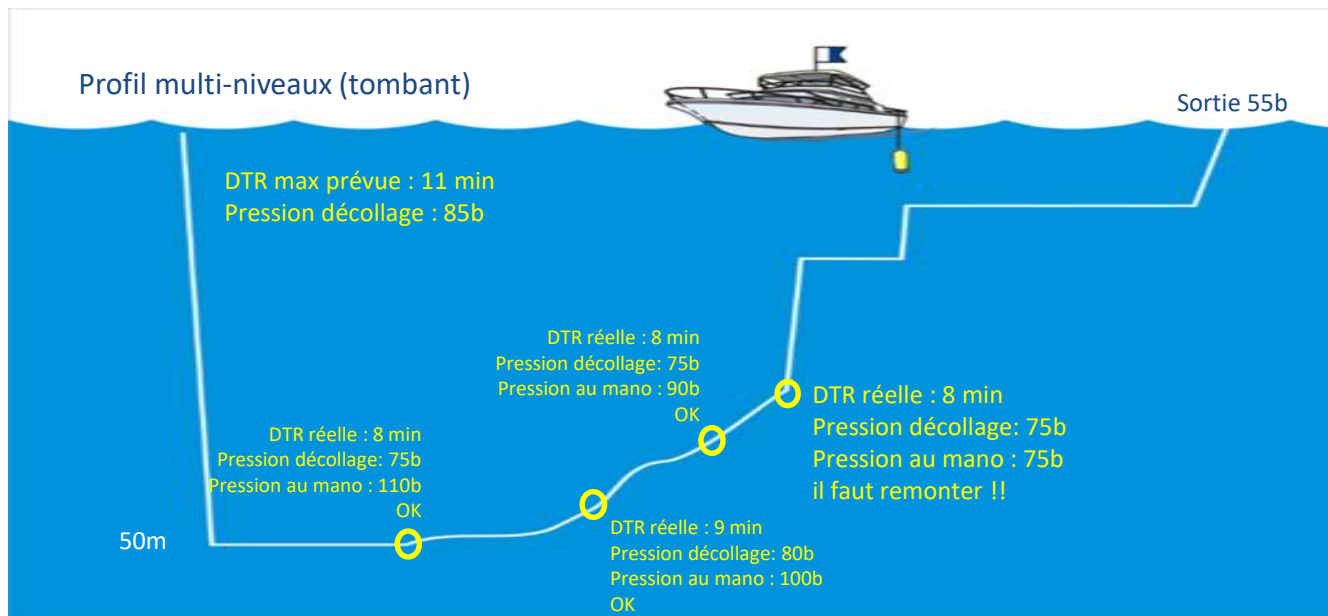 Profil multi-niveaux (tombant)
Sortie 55b
DTR max prévue : 11 min
Pression décollage : 85b
DTR réelle : 8 min
Pression décollage: 75b
Pression au mano : 90b
OK
DTR réelle : 8 min
Pression décollage: 75b
Pression au mano : 75b
il faut remonter !!
DTR réelle : 8 min
Pression décollage: 75b
Pression au mano : 110b
OK
50m
DTR réelle : 9 min
Pression décollage: 80b
Pression au mano : 100b
OK